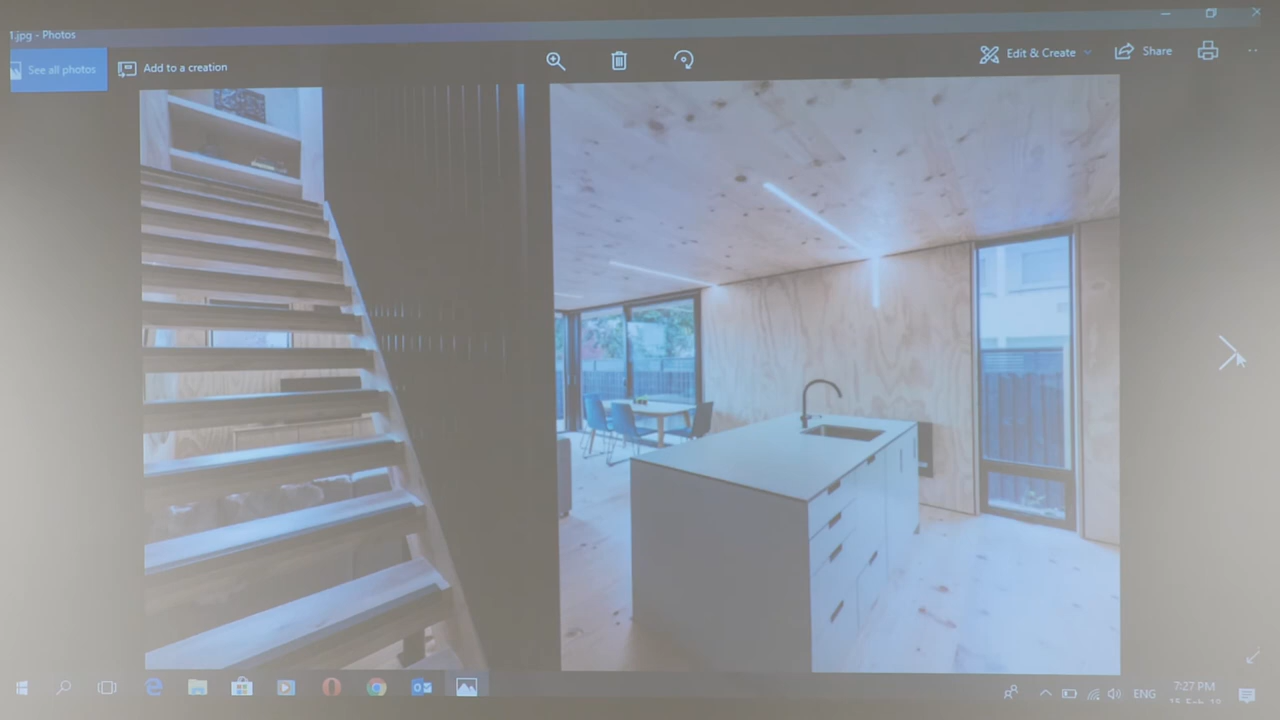 1.jpg - Photos
See all photos
Add to a creation
Edit & Create
Share
ENG
7:27 PM